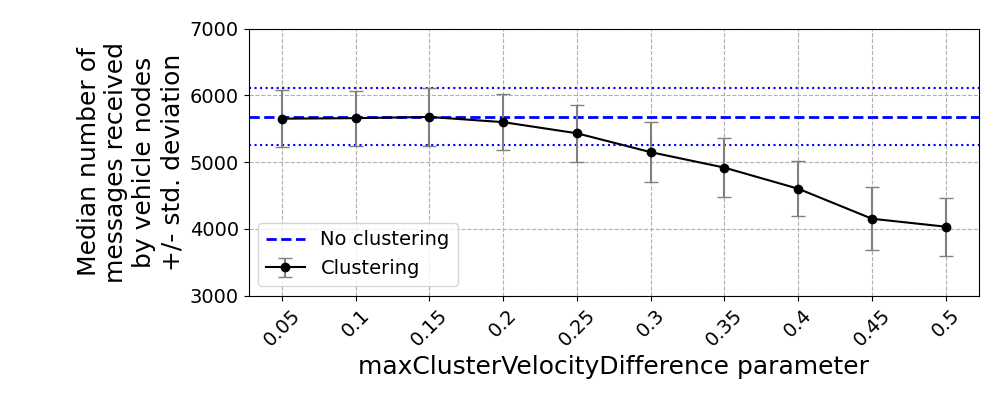 Median number of
messages received
by vehicle nodes
+/- std. deviation
7000
6000
5000
4000
3000
No clustering
Clustering
0.05
0.1
0.15
0.2
0.25
0.3
0.35
0.4
0.45
0.5
maxClusterVelocityDifference parameter